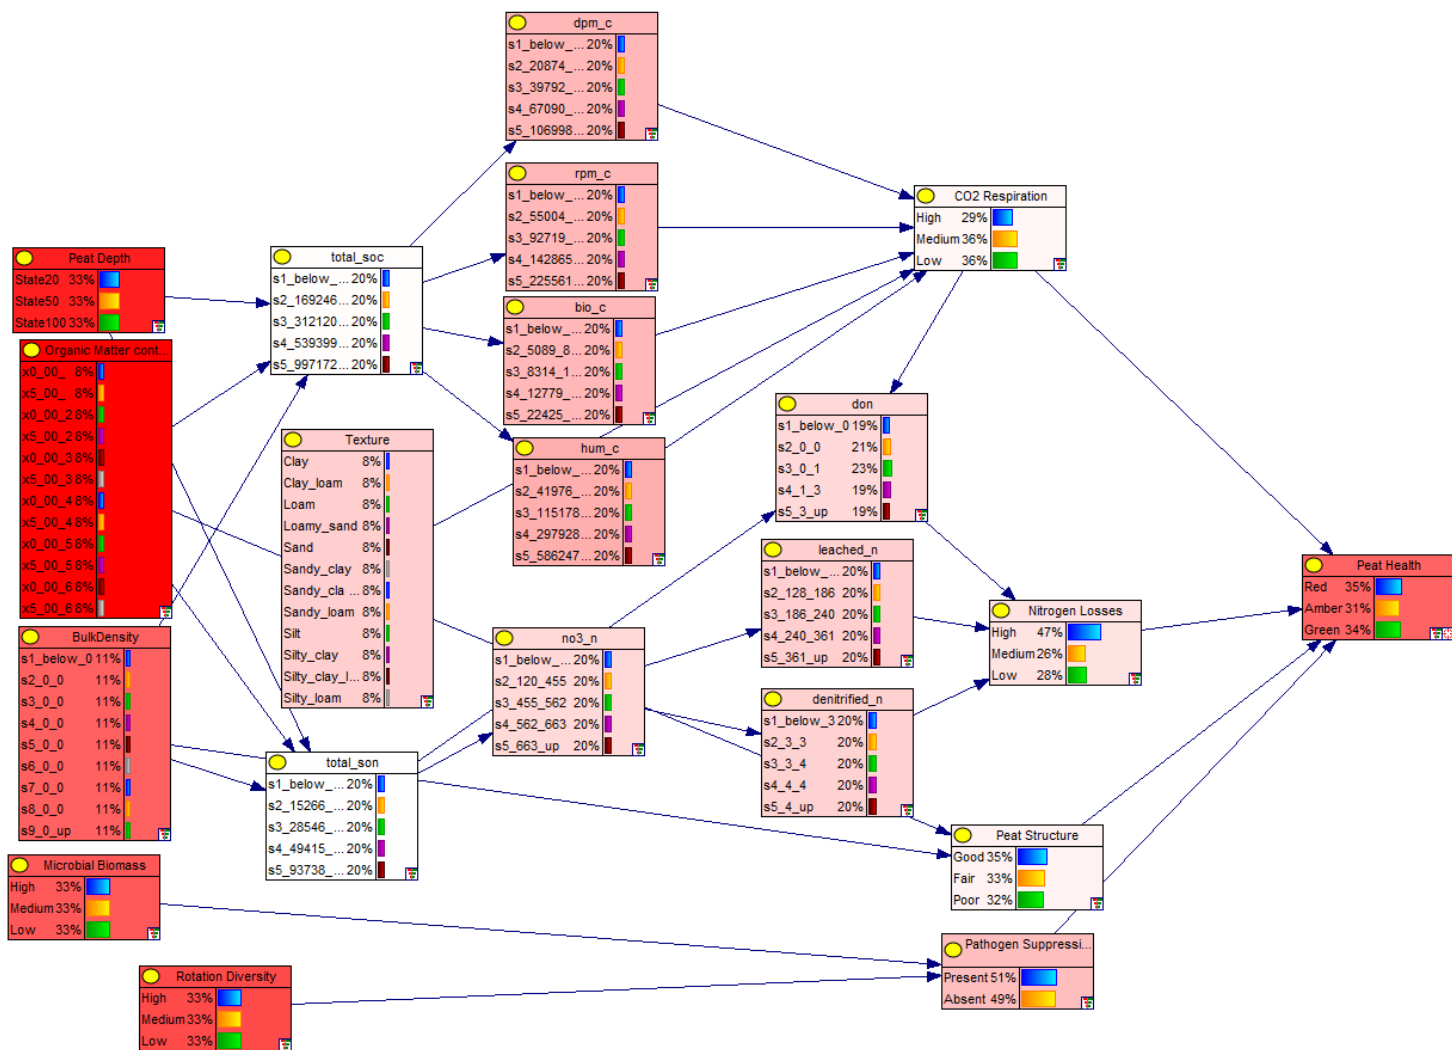 dpm_c
s1_below_... 20%
s2_20874_... 20%
s3_39792_... 20%
s4_67090_... 20%
s5_106998... 20%
rpm_c
s1_below_... 20%
s2_55004_... 20%
s3_92719_... 20%
s4_142865... 20%
s5_225561... 20%
CO2 Respiration
High 29%
Medium 36%
Low 36%
Peat Depth
State20 33%
State50 33%
State100 33%
total_soc
s1_below_... 20%
s2_169246... 20%
s3_312120... 20%
s4_539399... 20%
s5_997172... 20%
bio_c
s1_below_... 20%
s2_5089_8... 20%
s3_8314_1... 20%
s4_12779_... 20%
s5_22425_... 20%
Organic Matter cont...
x0_00_ 8%
x5_00_ 8%
x0_00_2 8%
x5_00_2 8%
x0_00_3 8%
x5_00_3 8%
x0_00_4 8%
x5_00_4 8%
x0_00_5 8%
x5_00_5 8%
x0_00_6 8%
x5_00_6 8%
Texture
Clay 8%
Clay_loam 8%
Loam 8%
Loamy_sand 8%
Sand 8%
Sandy_clay 8%
Sandy_cla ... 8%
Sandy_loam 8%
Silt 8%
Silty_clay 8%
Silty_clay_l... 8%
Silty_loam 8%
hum_c
s1_below_... 20%
s2_41976_... 20%
s3_115178... 20%
s4_297928... 20%
s5_586247... 20%
don
s1_below_0 19%
s2_0_0 21%
s3_0_1 23%
s4_1_3 19%
s5_3_up 19%
leached_n
s1_below_... 20%
s2_128_186 20%
s3_186_240 20%
s4_240_361 20%
s5_361_up 20%
Peat Health
Red 35%
Amber 31%
Green 34%
Nitrogen Losses
High 47%
Medium 26%
Low 28%
BulkDensity
s1_below_0 11%
s2_0_0 11%
s3_0_0 11%
s4_0_0 11%
s5_0_0 11%
s6_0_0 11%
s7_0_0 11%
s8_0_0 11%
s9_0_up 11%
no3_n
s1_below_... 20%
s2_120_455 20%
s3_455_562 20%
s4_562_663 20%
s5_663_up 20%
denitrified_n
s1_below_3 20%
s2_3_3 20%
s3_3_4 20%
s4_4_4 20%
s5_4_up 20%
total_son
s1_below_... 20%
s2_15266_... 20%
s3_28546_... 20%
s4_49415_... 20%
s5_93738_... 20%
Peat Structure
Good 35%
Fair 33%
Poor 32%
Microbial Biomass
High 33%
Medium 33%
Low 33%
Pathogen Suppressi...
Present 51%
Absent 49%
Rotation Diversity
High 33%
Medium 33%
Low 33%